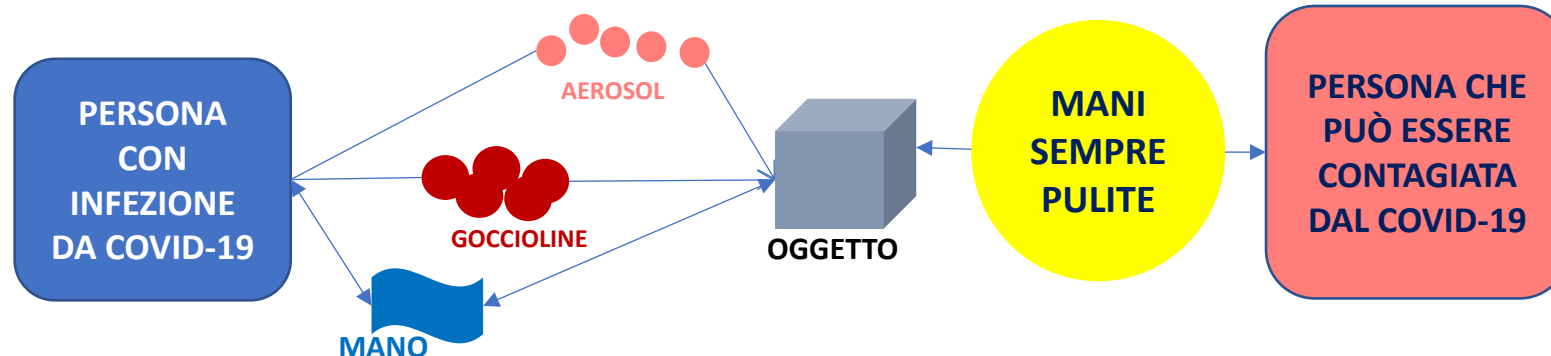 PERSONA
CON
INFEZIONE
DA COVID-19
AEROSOL
GOCCIOLINE
MANO
OGGETTO
MANI
SEMPRE
PULITE
PERSONA CHE
PUÒ ESSERE
CONTAGIATA
DAL COVID-19